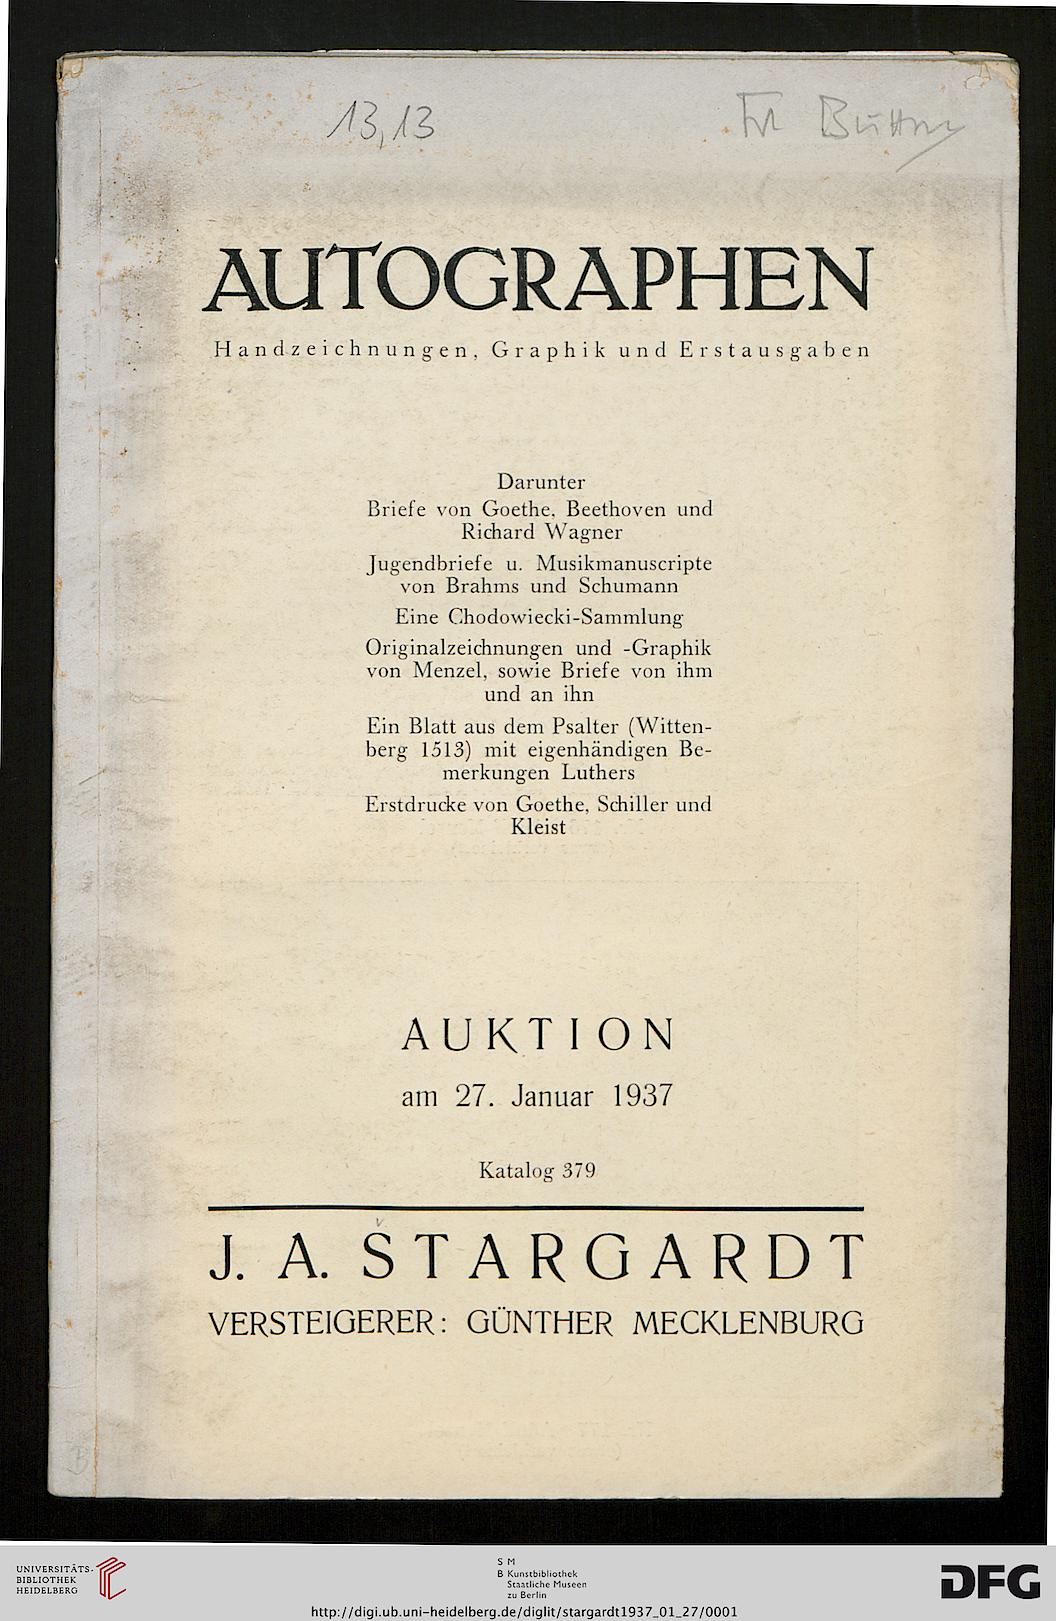 13,13
AUTOGRAPHEN
Handzeichnungen, Graphik und Erstausgaben
Darunter
Briefe von Goethe, Beethoven und
Richard Wagner
Jugendbriefe u. Musikmanuscripte
von Brahms und Schumann
Eine Chodowiecki-Sammlung
Originalzeichnungen und -Graphik
von Menzel, sowie Briefe von ihm
und an ihn
Ein Blatt aus dem Psalter (Witten-
berg 1513) mit eigenhändigen Be-
merkungen Luthers
Erstdrucke von Goethe, Schiller und
Kleist
AUKTION
am 27. Januar 1937
Katalog 379
J. A. STARGARDT
VERSTEIGERER: GÜNTHER MECKLENBURG
B
UNIVERSITÄTS-
BIBLIOTHEK
HEIDELBERG
S M
B Kunstbibliothek
Staatliche Museen
zu Berlin
http://digi.ub.uni-heidelberg.de/diglit/stargardt1937_01_27/0001
DFG